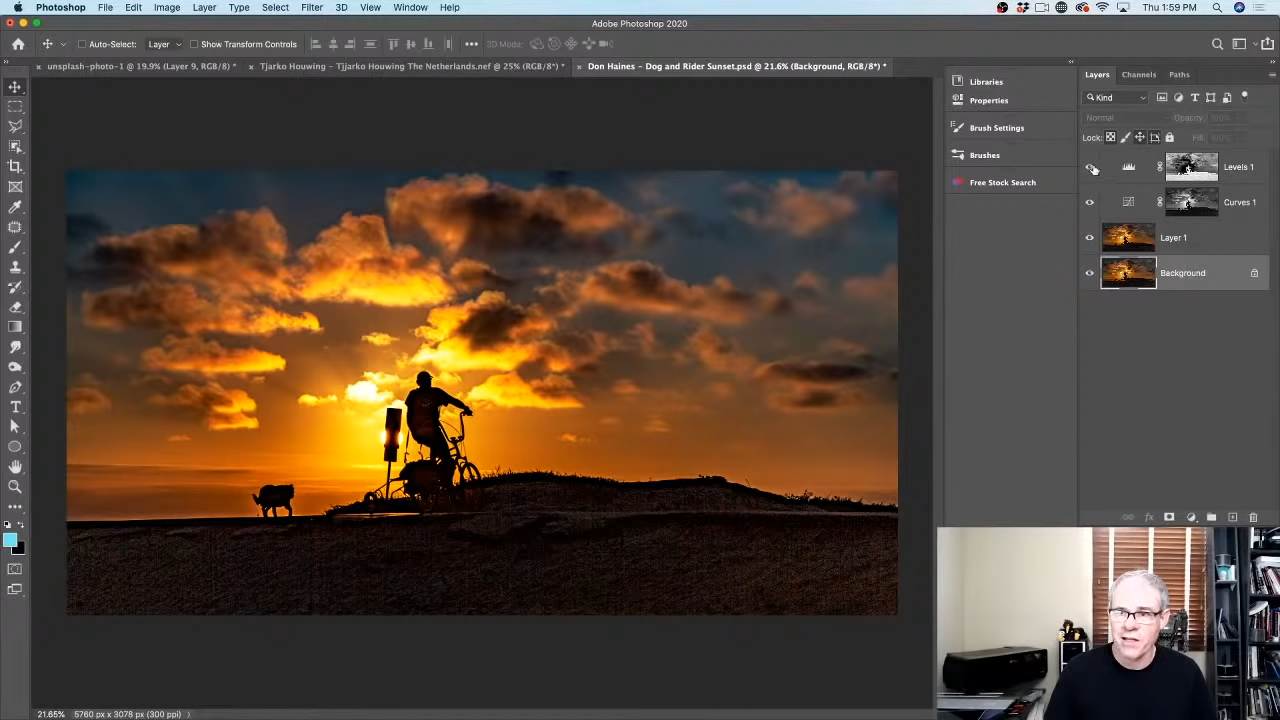 Photoshop File Edit Image Layer Type Select Filter 3D View Window Help Thu 1:59 PM
Adobe Photoshop 2020
Auto-Select: Layer Show Transform Controls 3D Mode:
unsplash-photo-1 @ 19.9% (Layer 9, RGB/8) * × Tjarko Houwing - Tjjarko Houwing The Netherlands.nef @ 25% (RGB/8*) * × Don Haines - Dog and Rider Sunset.psd @ 21.6% (Background, RGB/8*) *
Libraries
Properties
Brush Settings
Brushes
Free Stock Search
Layers Channels Paths
Kind
Normal Opacity: 100%
Lock: Fill: 100%
Levels 1
Curves 1
Layer 1
Background
21.65% 5760 px x 3078 px (300 ppi)